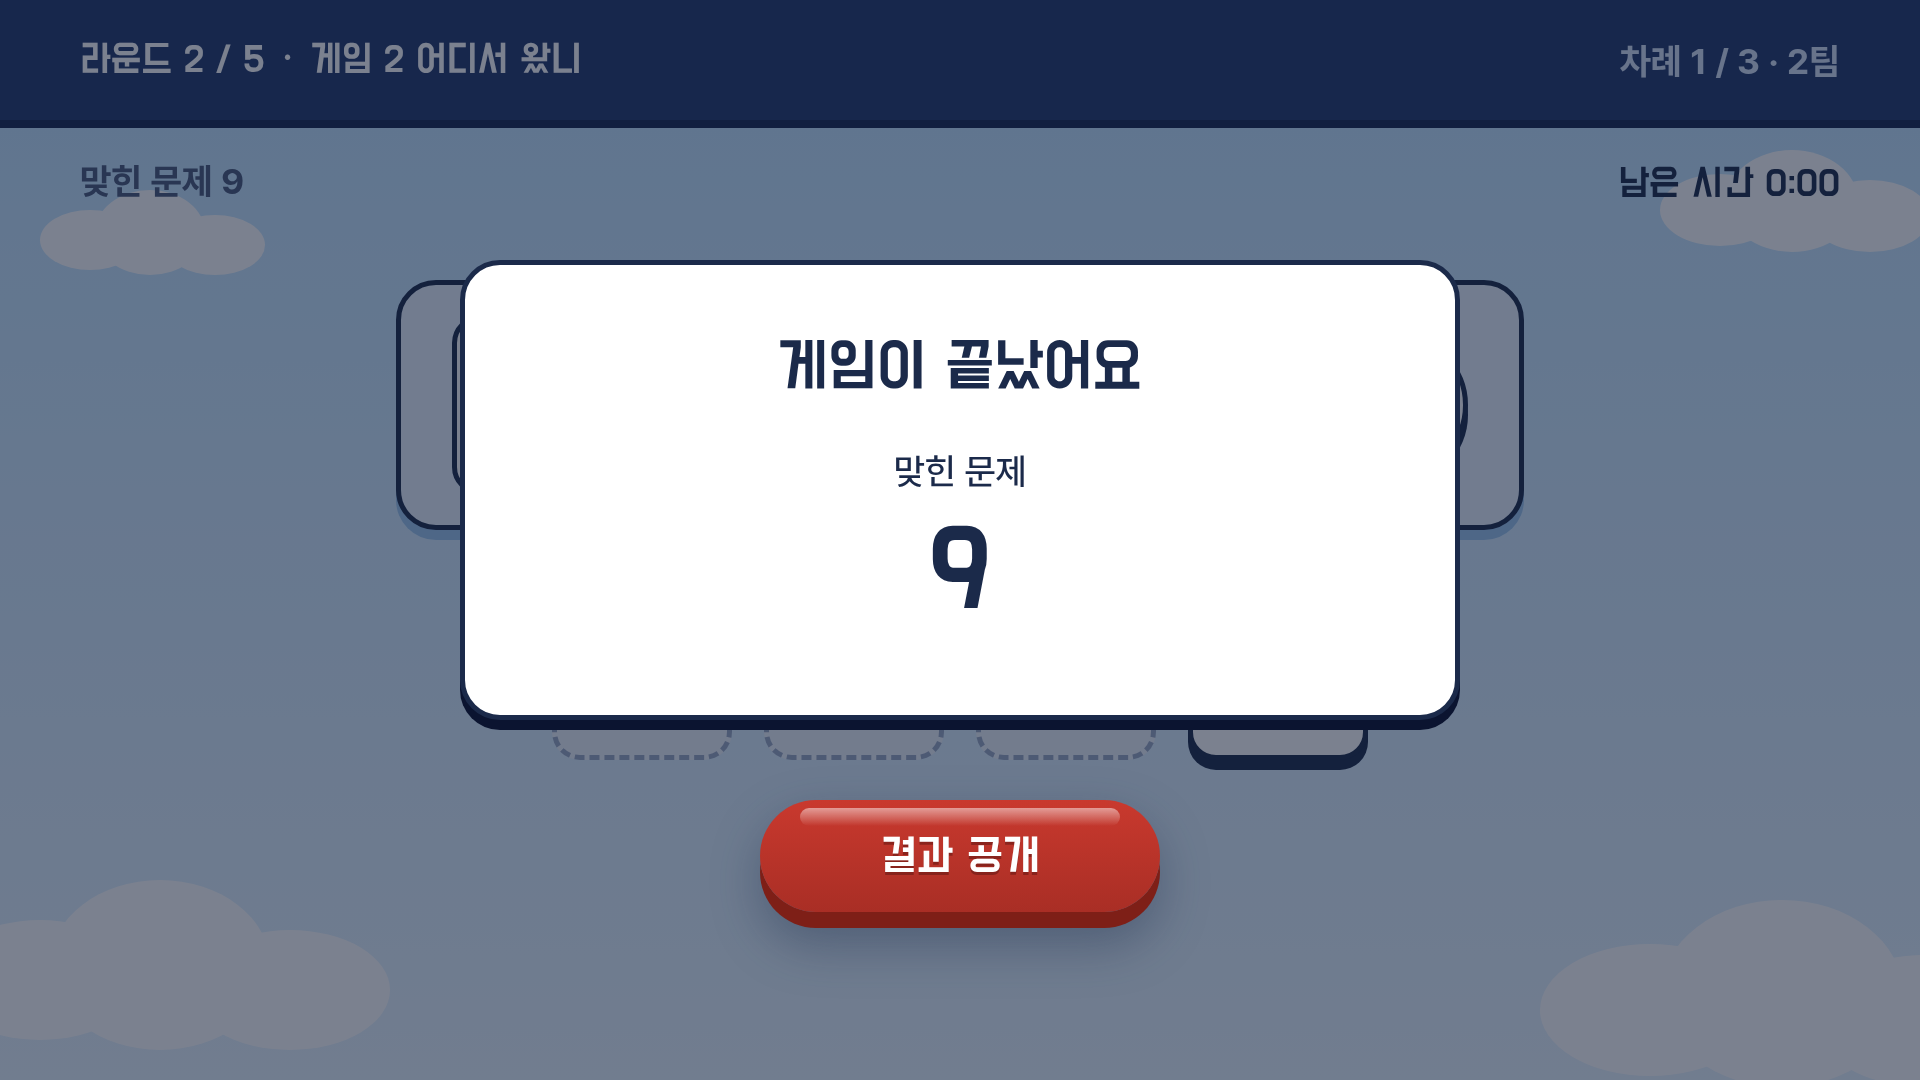 라운드 2 / 5 · 게임 2 어디서 왔니
차례 1 / 3 · 2팀
맞힌 문제 9
남은 시간 0:00
게임이 끝났어요
맞힌 문제
9
결과 공개